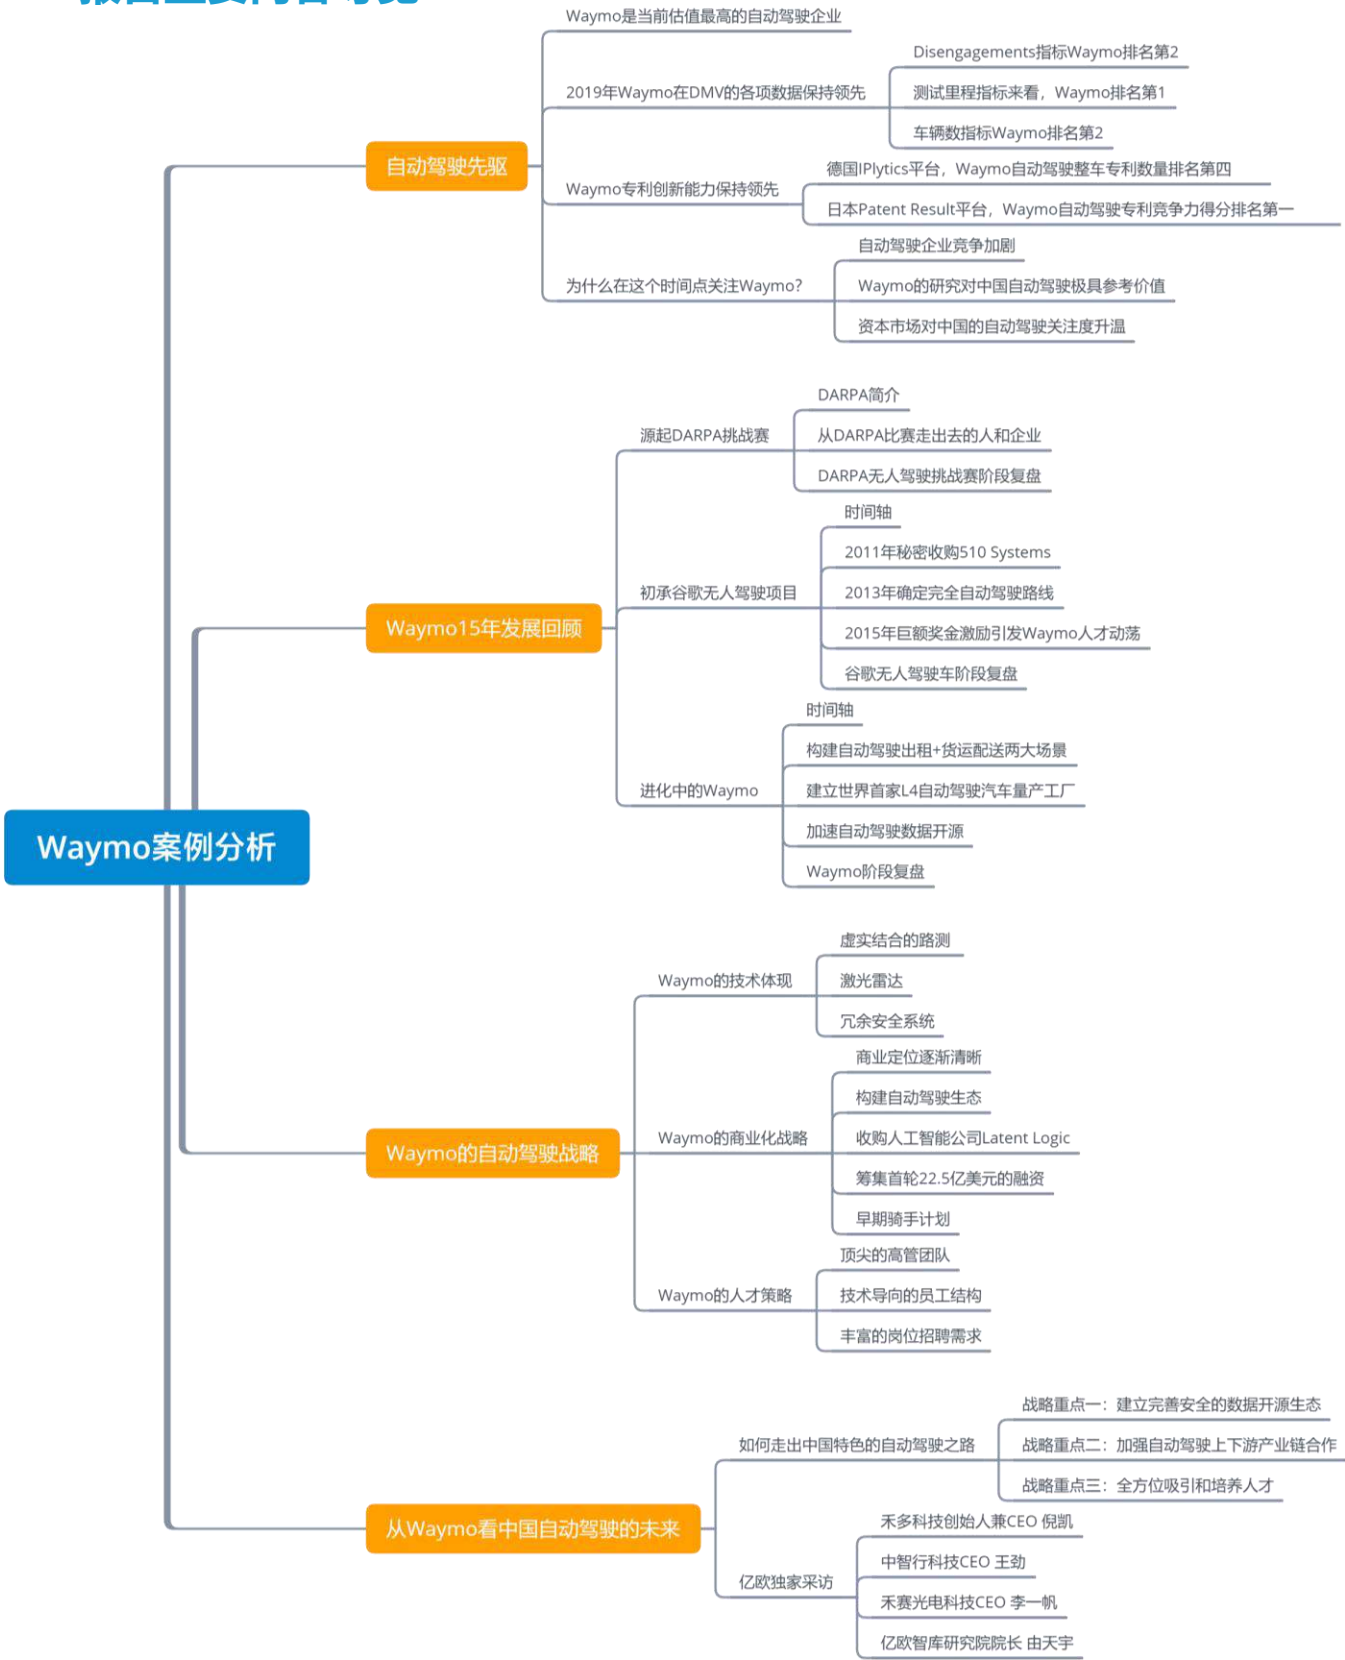 Waymo案例分析
自动驾驶先驱
Waymo是当前估值最高的自动驾驶企业
2019年Waymo在DMV的各项数据保持领先
Disengagements指标Waymo排名第2
测试里程指标来看，Waymo排名第1
车辆数指标Waymo排名第2
Waymo专利创新能力保持领先
德国IPlytics平台，Waymo自动驾驶整车专利数量排名第四
日本Patent Result平台，Waymo自动驾驶专利竞争力得分排名第一
为什么在这个时间点关注Waymo？
自动驾驶企业竞争加剧
Waymo的研究对中国自动驾驶极具参考价值
资本市场对中国的自动驾驶关注度升温
Waymo15年发展回顾
源起DARPA挑战赛
DARPA简介
从DARPA比赛走出去的人和企业
DARPA无人驾驶挑战赛阶段复盘
初承谷歌无人驾驶项目
时间轴
2011年秘密收购510 Systems
2013年确定完全自动驾驶路线
2015年巨额奖金激励引发Waymo人才动荡
谷歌无人驾驶车阶段复盘
进化中的Waymo
时间轴
构建自动驾驶出租+货运配送两大场景
建立世界首家L4自动驾驶汽车量产工厂
加速自动驾驶数据开源
Waymo阶段复盘
Waymo的自动驾驶战略
Waymo的技术体现
虚实结合的路测
激光雷达
冗余安全系统
Waymo的商业化战略
商业定位逐渐清晰
构建自动驾驶生态
收购人工智能公司Latent Logic
筹集首轮22.5亿美元的融资
早期骑手计划
Waymo的人才策略
顶尖的高管团队
技术导向的员工结构
丰富的岗位招聘需求
从Waymo看中国自动驾驶的未来
如何走出中国特色的自动驾驶之路
战略重点一：建立完善安全的数据开源生态
战略重点二：加强自动驾驶上下游产业链合作
战略重点三：全方位吸引和培养人才
亿欧独家采访
禾多科技创始人兼CEO 倪凯
中智行科技CEO 王劲
禾赛光电科技CEO 李一帆
亿欧智库研究院院长 由天宇